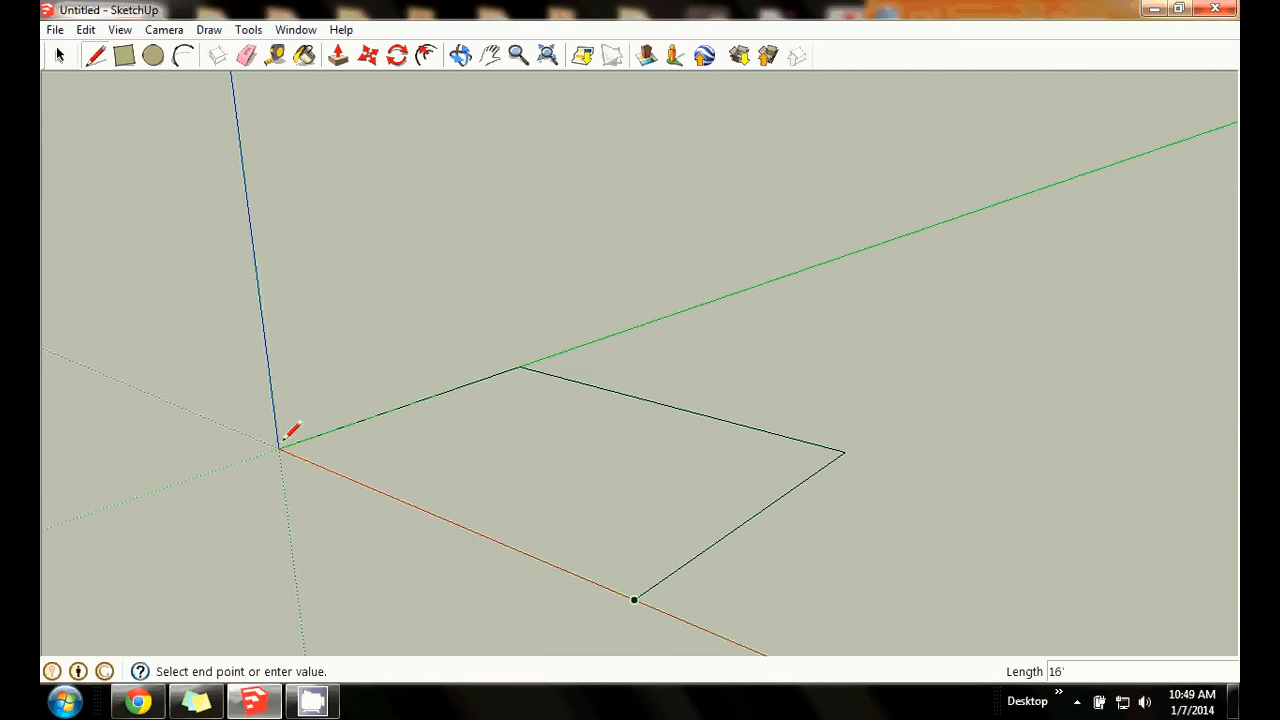 Untitled - SketchUp
File Edit View Camera Draw Tools Window Help
Select end point or enter value.
Length 16'
Desktop
10:49 AM
1/7/2014